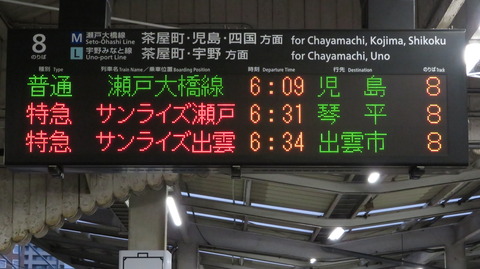 8 のりば
M 瀬戸大橋線 Seto-Ohashi Line 茶屋町・児島・四国 方面 for Chayamachi, Kojima, Shikoku
L 宇野みなと線 Uno-port Line 茶屋町・宇野 方面 for Chayamachi, Uno
種別 Type 列車名 Train Name / 乗車位置 Boarding Position 時刻 Departure Time 行先 Destination のりば Track
普通 瀬戸大橋線 6:09 児島 8
特急 サンライズ瀬戸 6:31 琴平 8
特急 サンライズ出雲 6:34 出雲市 8